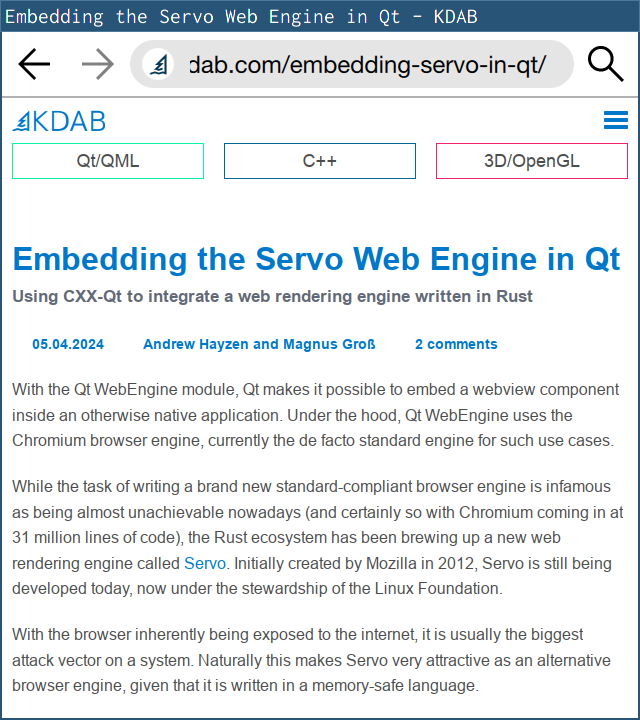 Embedding the Servo Web Engine in Qt - KDAB
dab.com/embedding-servo-in-qt/
KDAB
Qt/QML
C++
3D/OpenGL
Embedding the Servo Web Engine in Qt
Using CXX-Qt to integrate a web rendering engine written in Rust
05.04.2024 Andrew Hayzen and Magnus Groß 2 comments
With the Qt WebEngine module, Qt makes it possible to embed a webview component
inside an otherwise native application. Under the hood, Qt WebEngine uses the
Chromium browser engine, currently the de facto standard engine for such use cases.
While the task of writing a brand new standard-compliant browser engine is infamous
as being almost unachievable nowadays (and certainly so with Chromium coming in at
31 million lines of code), the Rust ecosystem has been brewing up a new web
rendering engine called Servo. Initially created by Mozilla in 2012, Servo is still being
developed today, now under the stewardship of the Linux Foundation.
With the browser inherently being exposed to the internet, it is usually the biggest
attack vector on a system. Naturally this makes Servo very attractive as an alternative
browser engine, given that it is written in a memory-safe language.